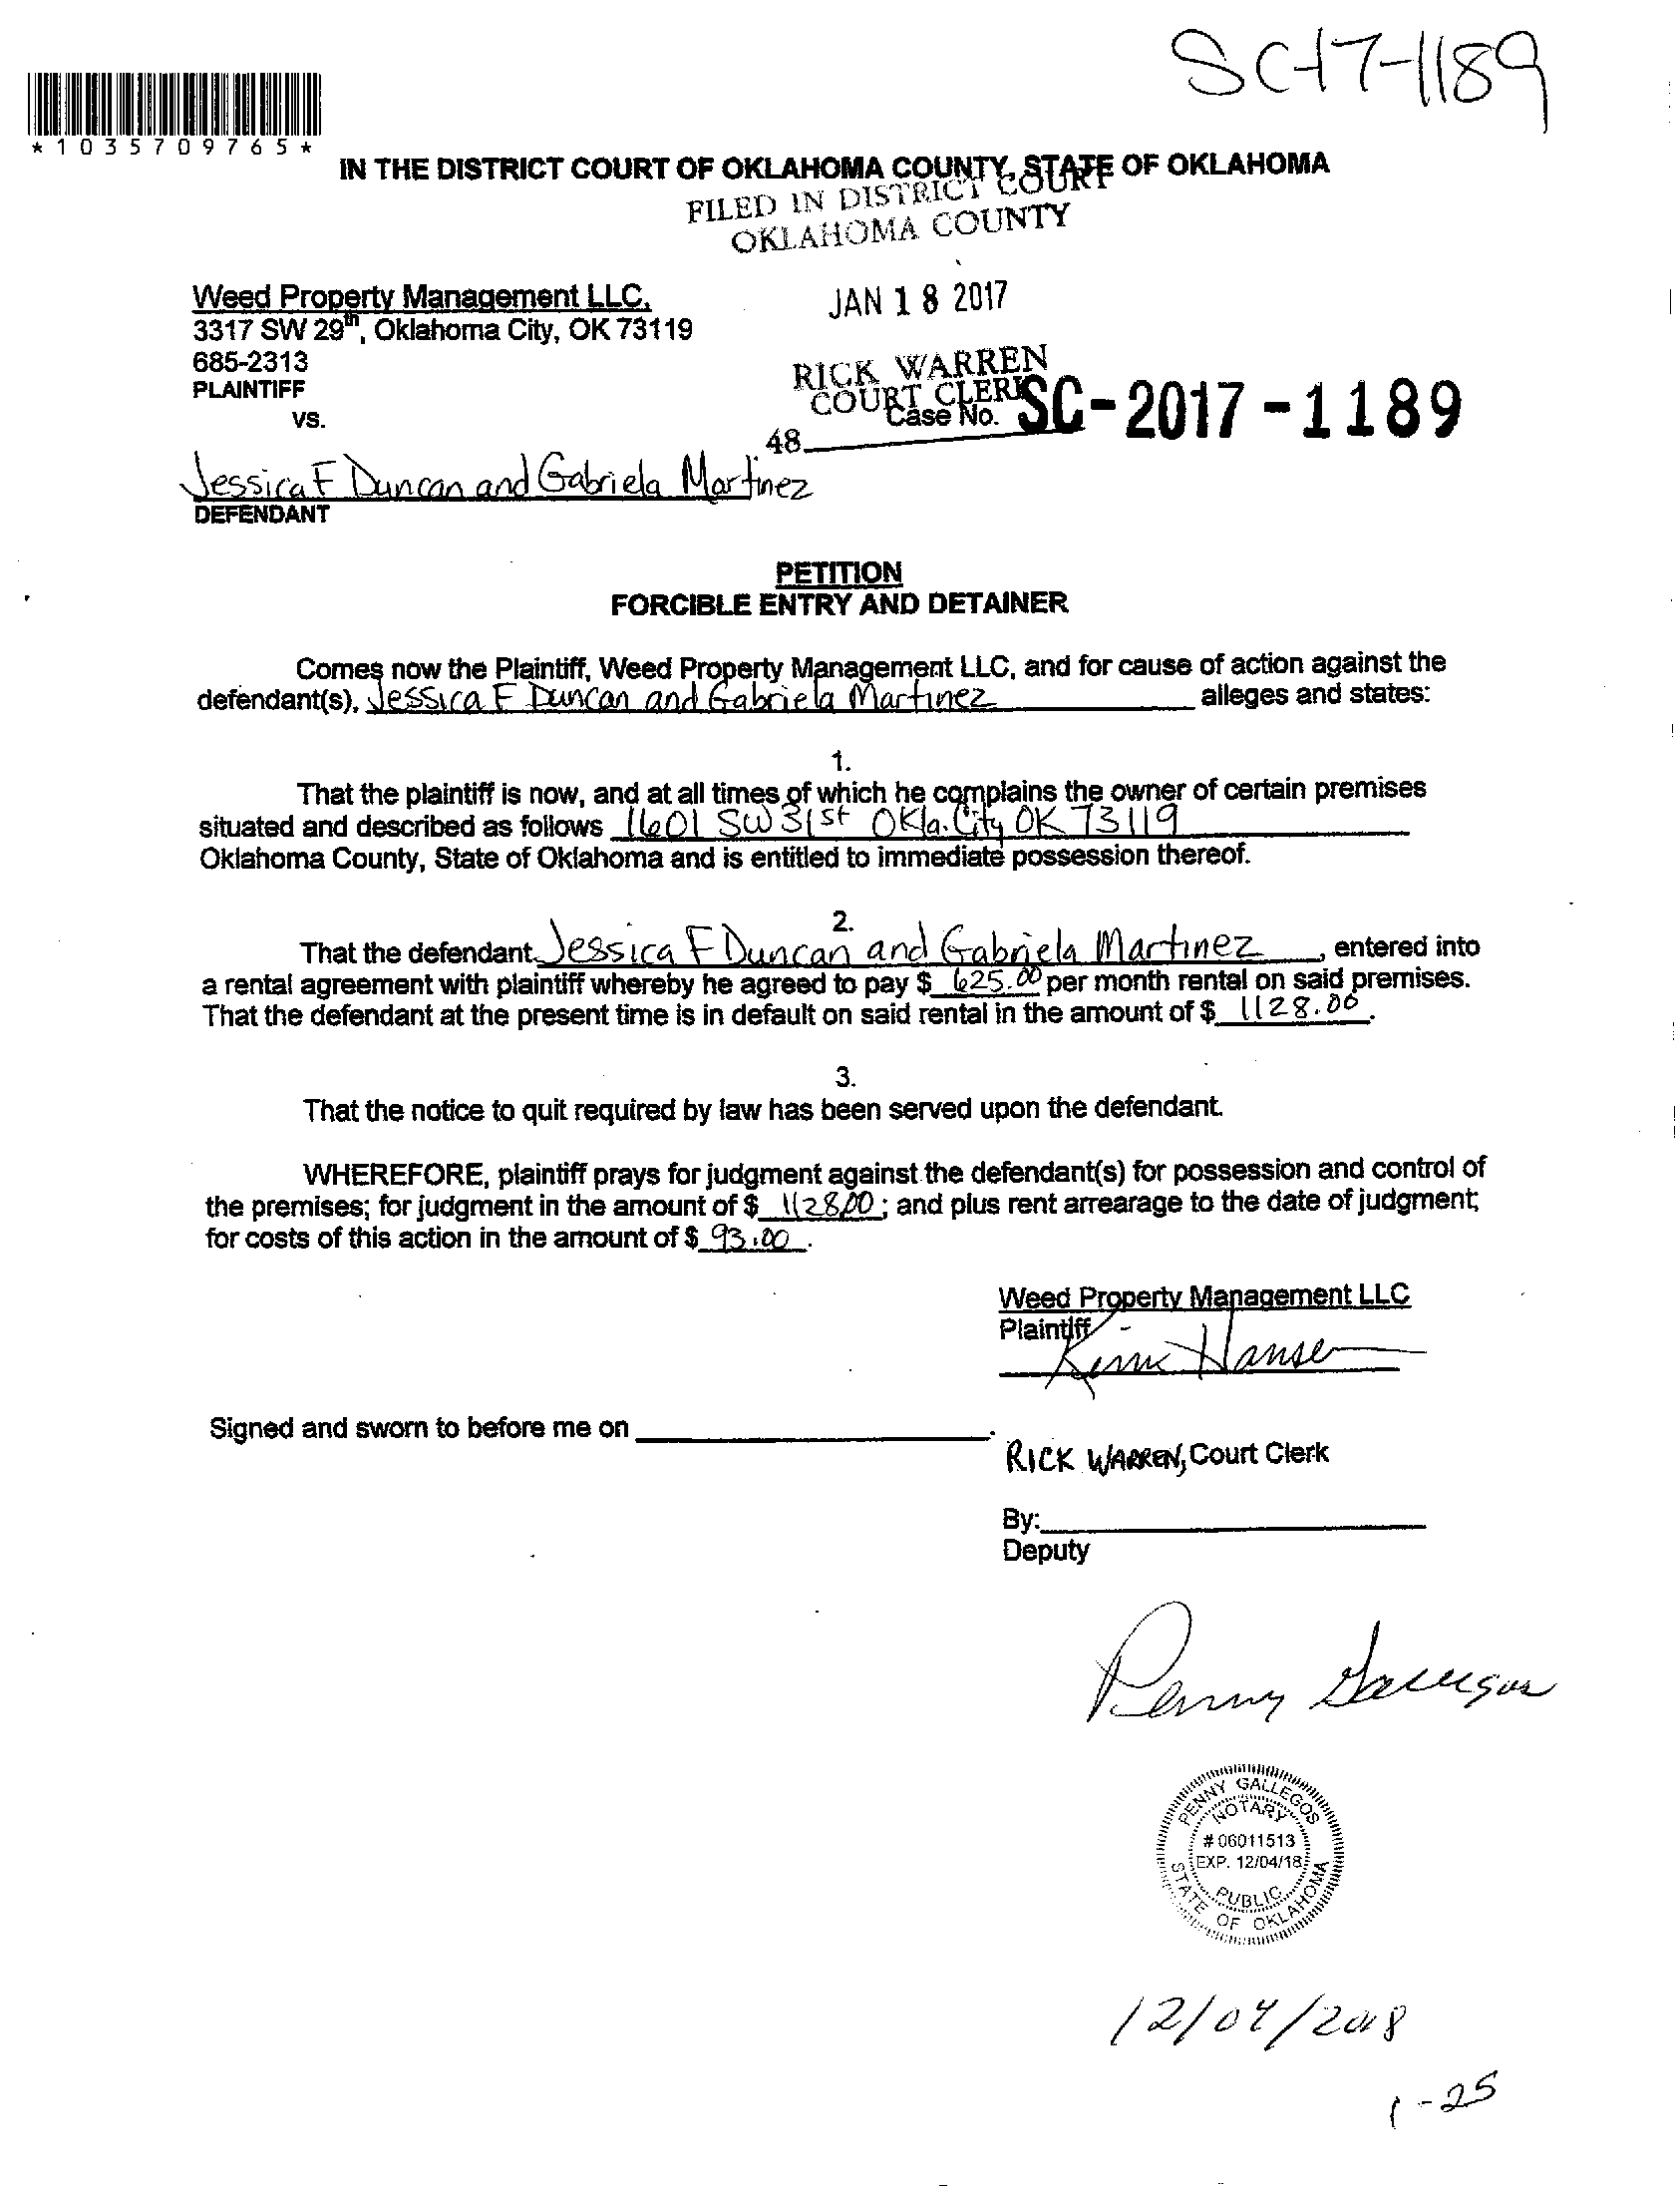 SC-17-1189
*1035709765*
IN THE DISTRICT COURT OF OKLAHOMA COUNTY, STATE OF OKLAHOMA
FILED IN DISTRICT COURT
OKLAHOMA COUNTY
Weed Property Management LLC.
JAN 18 2017
3317 SW 29th, Oklahoma City, OK 73119
685-2313
RICK WARREN
PLAINTIFF
COURT CLERK
vs.
Case No. SC-2017-1189
48.
Jessica F Duncan and Gabriela Martinez
DEFENDANT
PETITION
FORCIBLE ENTRY AND DETAINER
Comes now the Plaintiff, Weed Property Management LLC, and for cause of action against the
defendant(s), Jessica F Duncan and Gabriela Martinez alleges and states:
1.
That the plaintiff is now, and at all times of which he complains the owner of certain premises
situated and described as follows 1601 SW 31st Okla. City OK 73119
Oklahoma County, State of Oklahoma and is entitled to immediate possession thereof.
2.
That the defendant Jessica F Duncan and Gabriela Martinez, entered into
a rental agreement with plaintiff whereby he agreed to pay $ 625.00 per month rental on said premises.
That the defendant at the present time is in default on said rental in the amount of $ 1128.00.
3.
That the notice to quit required by law has been served upon the defendant.
WHEREFORE, plaintiff prays for judgment against the defendant(s) for possession and control of
the premises; for judgment in the amount of $ 1128.00; and plus rent arrearage to the date of judgment;
for costs of this action in the amount of $ 93.00.
Weed Property Management LLC
Plaintiff
Hansen
Signed and sworn to before me on
RICK WARREN, Court Clerk
By:
Deputy
Penny Gallegos
PENNY GALLEGOS
NOTARY
# 06011513
EXP. 12/04/18
PUBLIC
STATE OF OKLAHOMA
12/04/2018
1-25